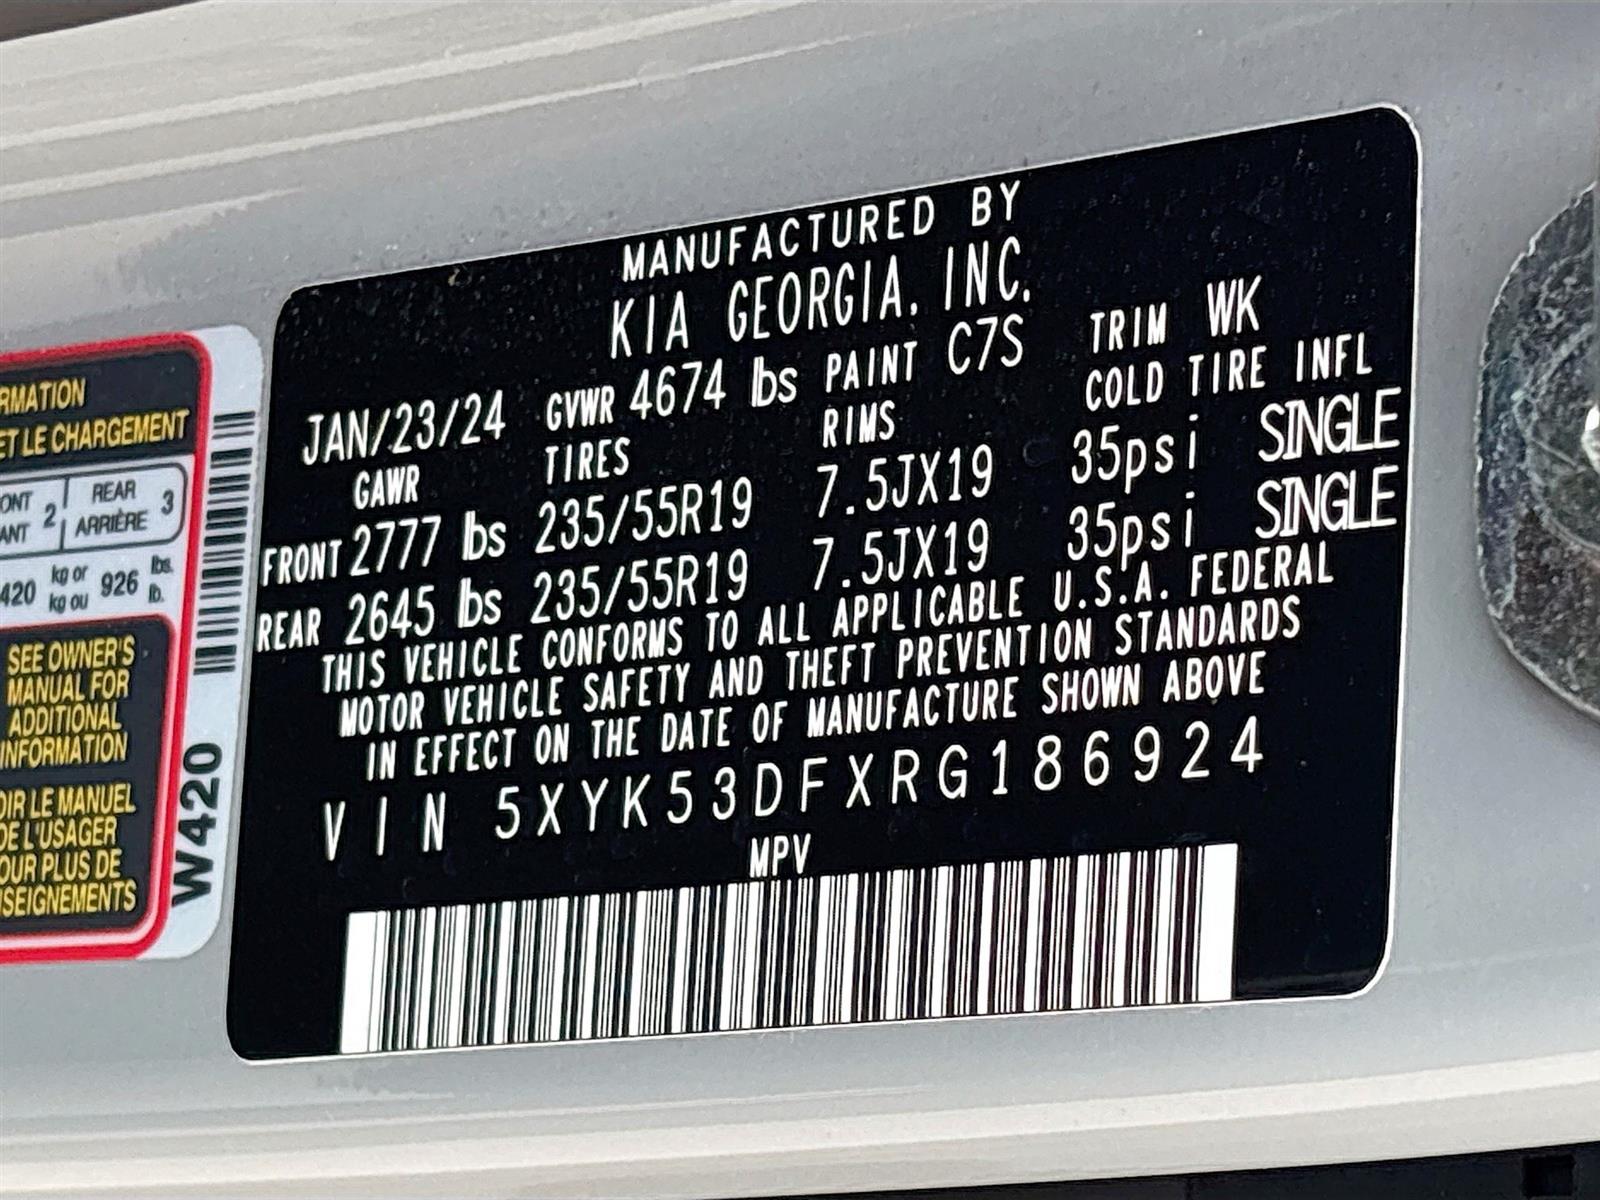 MANUFACTURED BY
KIA GEORGIA, INC.
JAN/23/24 GVWR 4674 lbs PAINT C7S TRIM WK
GAWR TIRES RIMS COLD TIRE INFL
FRONT 2777 lbs 235/55R19 7.5JX19 35psi SINGLE
REAR 2645 lbs 235/55R19 7.5JX19 35psi SINGLE
THIS VEHICLE CONFORMS TO ALL APPLICABLE U.S.A. FEDERAL
MOTOR VEHICLE SAFETY AND THEFT PREVENTION STANDARDS
IN EFFECT ON THE DATE OF MANUFACTURE SHOWN ABOVE
VIN 5XYK53DFXRG186924
MPV
RMATION
ET LE CHARGEMENT
ONT 2 REAR 3
ANT ARRIÈRE
420 kg or 926 lbs.
kg ou lb.
SEE OWNER'S
MANUAL FOR
ADDITIONAL
INFORMATION
OIR LE MANUEL
DE L'USAGER
OUR PLUS DE
NSEIGNEMENTS
W420